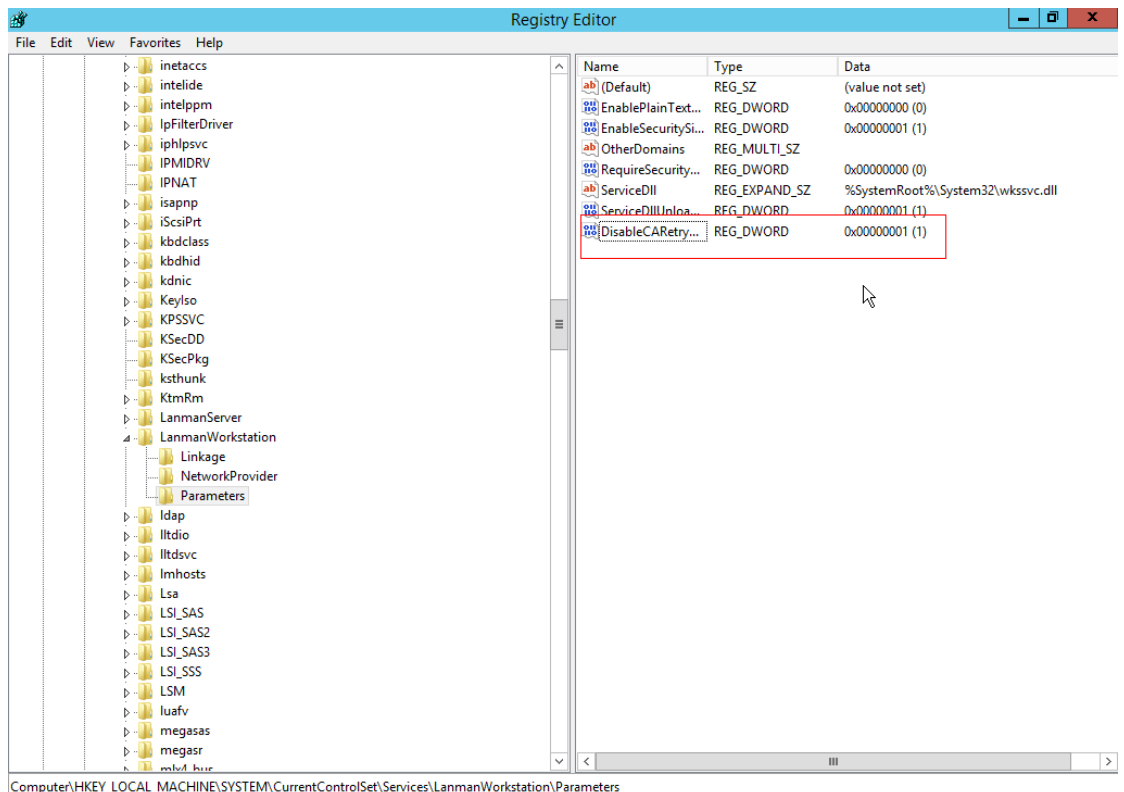 Registry Editor
File Edit View Favorites Help
inetaccs
intelide
intelppm
IpFilterDriver
iphlpsvc
IPMIDRV
IPNAT
isapnp
iScsiPrt
kbdclass
kbdhid
kdnic
KeyIso
KPSSVC
KSecDD
KSecPkg
ksthunk
KtmRm
LanmanServer
LanmanWorkstation
Linkage
NetworkProvider
Parameters
ldap
lltdio
lltdsvc
lmhosts
Lsa
LSI_SAS
LSI_SAS2
LSI_SAS3
LSI_SSS
LSM
luafv
megasas
megasr
mlx4_bus
Name Type Data
(Default) REG_SZ (value not set)
EnablePlainText... REG_DWORD 0x00000000 (0)
EnableSecuritySi... REG_DWORD 0x00000001 (1)
OtherDomains REG_MULTI_SZ
RequireSecurity... REG_DWORD 0x00000000 (0)
ServiceDll REG_EXPAND_SZ %SystemRoot%\System32\wkssvc.dll
ServiceDllUnloa... REG_DWORD 0x00000001 (1)
DisableCARetry... REG_DWORD 0x00000001 (1)
Computer\HKEY_LOCAL_MACHINE\SYSTEM\CurrentControlSet\Services\LanmanWorkstation\Parameters